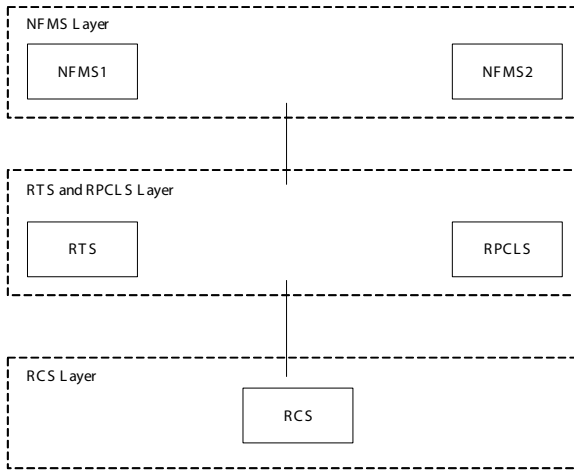 NFMS Layer
NFMS1
NFMS2
RTS and RPCLS Layer
RTS
RPCLS
RCS Layer
RCS